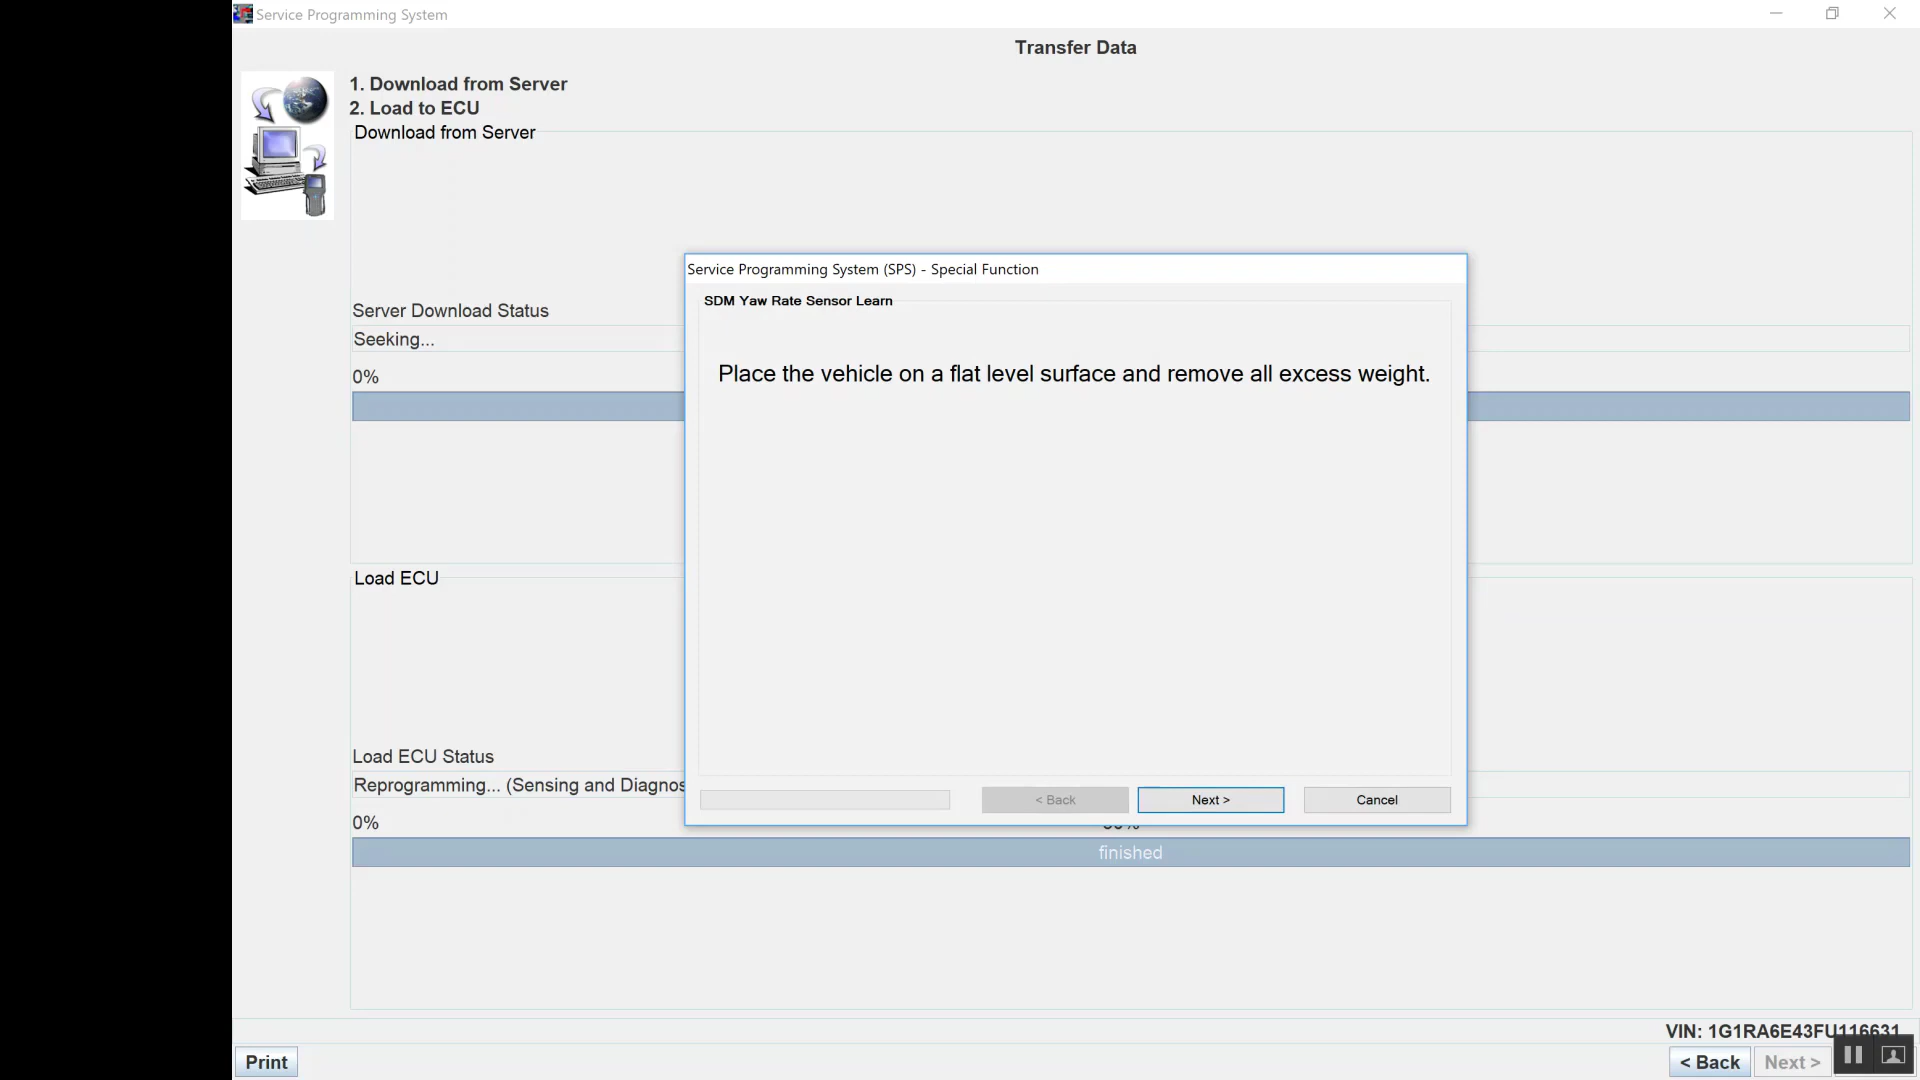 Service Programming System
Transfer Data
1. Download from Server
2. Load to ECU
Download from Server
Service Programming System (SPS) - Special Function
SDM Yaw Rate Sensor Learn
Server Download Status
Seeking...
Place the vehicle on a flat level surface and remove all excess weight.
0%
Load ECU
Load ECU Status
Reprogramming... (Sensing and Diagnos
< Back
Next >
Cancel
0%
finished
VIN: 1G1RA6E43FU116631
Print
< Back
Next >